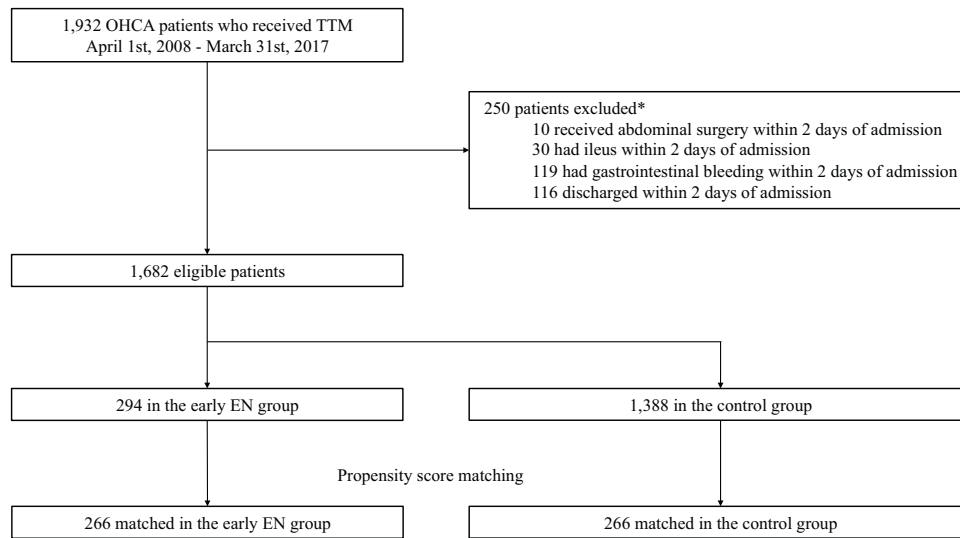 1,932 OHCA patients who received TTM
April 1st, 2008 - March 31st, 2017
250 patients excluded*
10 received abdominal surgery within 2 days of admission
30 had ileus within 2 days of admission
119 had gastrointestinal bleeding within 2 days of admission
116 discharged within 2 days of admission
1,682 eligible patients
294 in the early EN group
1,388 in the control group
Propensity score matching
266 matched in the early EN group
266 matched in the control group